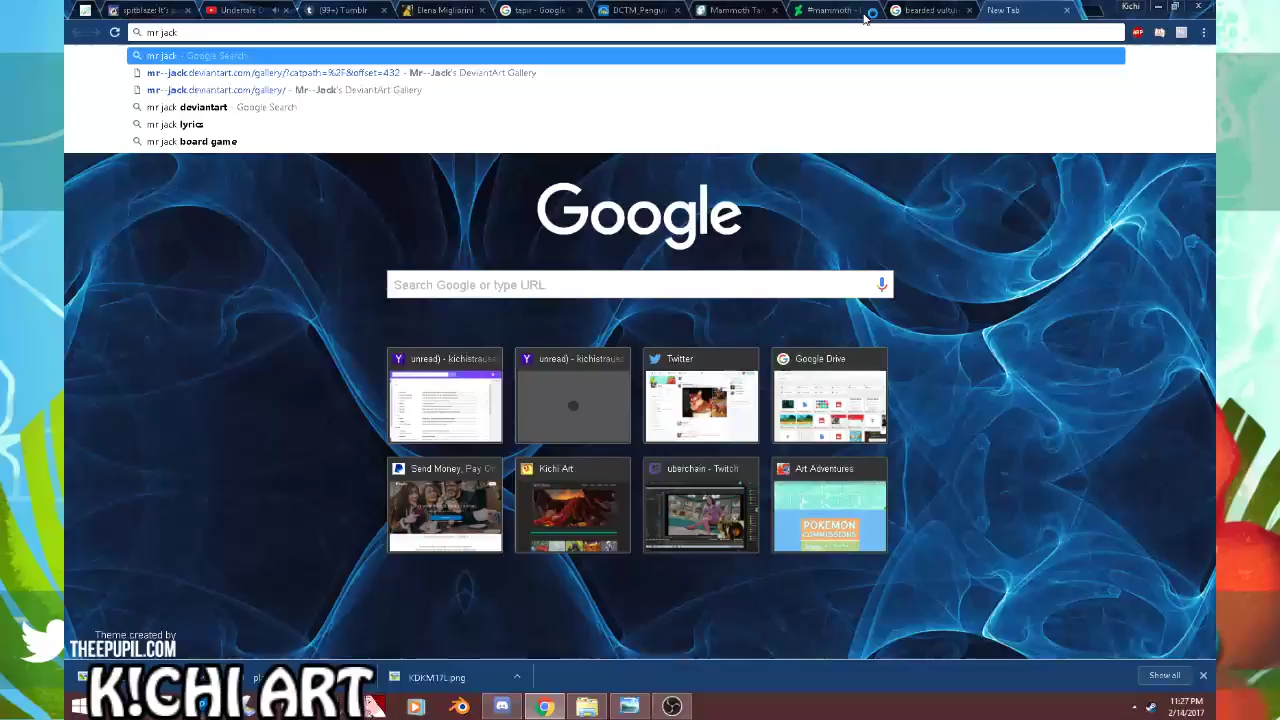 spitblaze: It's p
Undertale D
(99+) Tumblr
Elena Migliorini
tapir - Google
DCTM_Pengui
Mammoth Tan
#mammoth -
bearded vultu
New Tab
Kichi
mr jack
mr jack - Google Search
mr--jack.deviantart.com/gallery/?catpath=%2F&offset=432 - Mr--Jack's DeviantArt Gallery
mr--jack.deviantart.com/gallery/ - Mr--Jack's DeviantArt Gallery
mr jack deviantart - Google Search
mr jack lyrics
mr jack board game
Google
Search Google or type URL
unread) - kichistrauss
unread) - kichistrauss
Twitter
Google Drive
Send Money, Pay On
Kichi Art
uberchain - Twitch
Art Adventures
POKEMON
COMMISSIONS
Theme created by
THEEPUPIL.COM
pl
KDKM17L.png
Show all
K!CHI ART
11:27 PM
2/14/2017